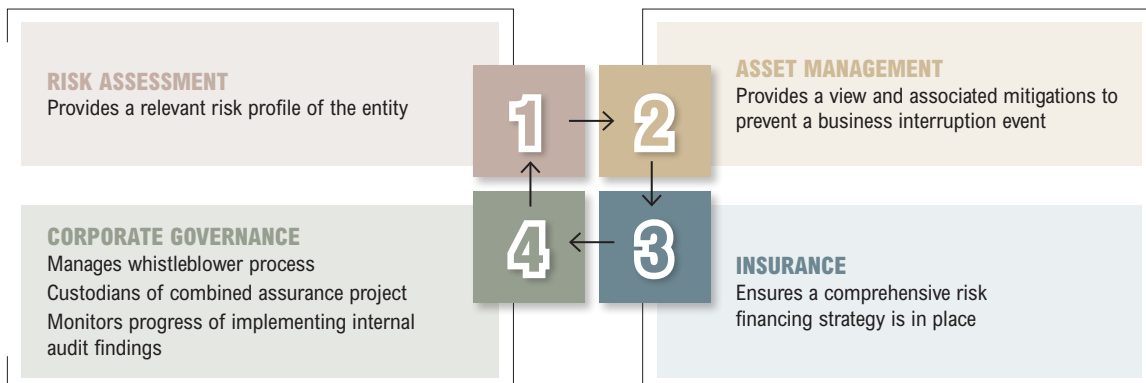 RISK ASSESSMENT
Provides a relevant risk profile of the entity
1
2
ASSET MANAGEMENT
Provides a view and associated mitigations to
prevent a business interruption event
CORPORATE GOVERNANCE
Manages whistleblower process
Custodians of combined assurance project
Monitors progress of implementing internal
audit findings
4
3
INSURANCE
Ensures a comprehensive risk
financing strategy is in place